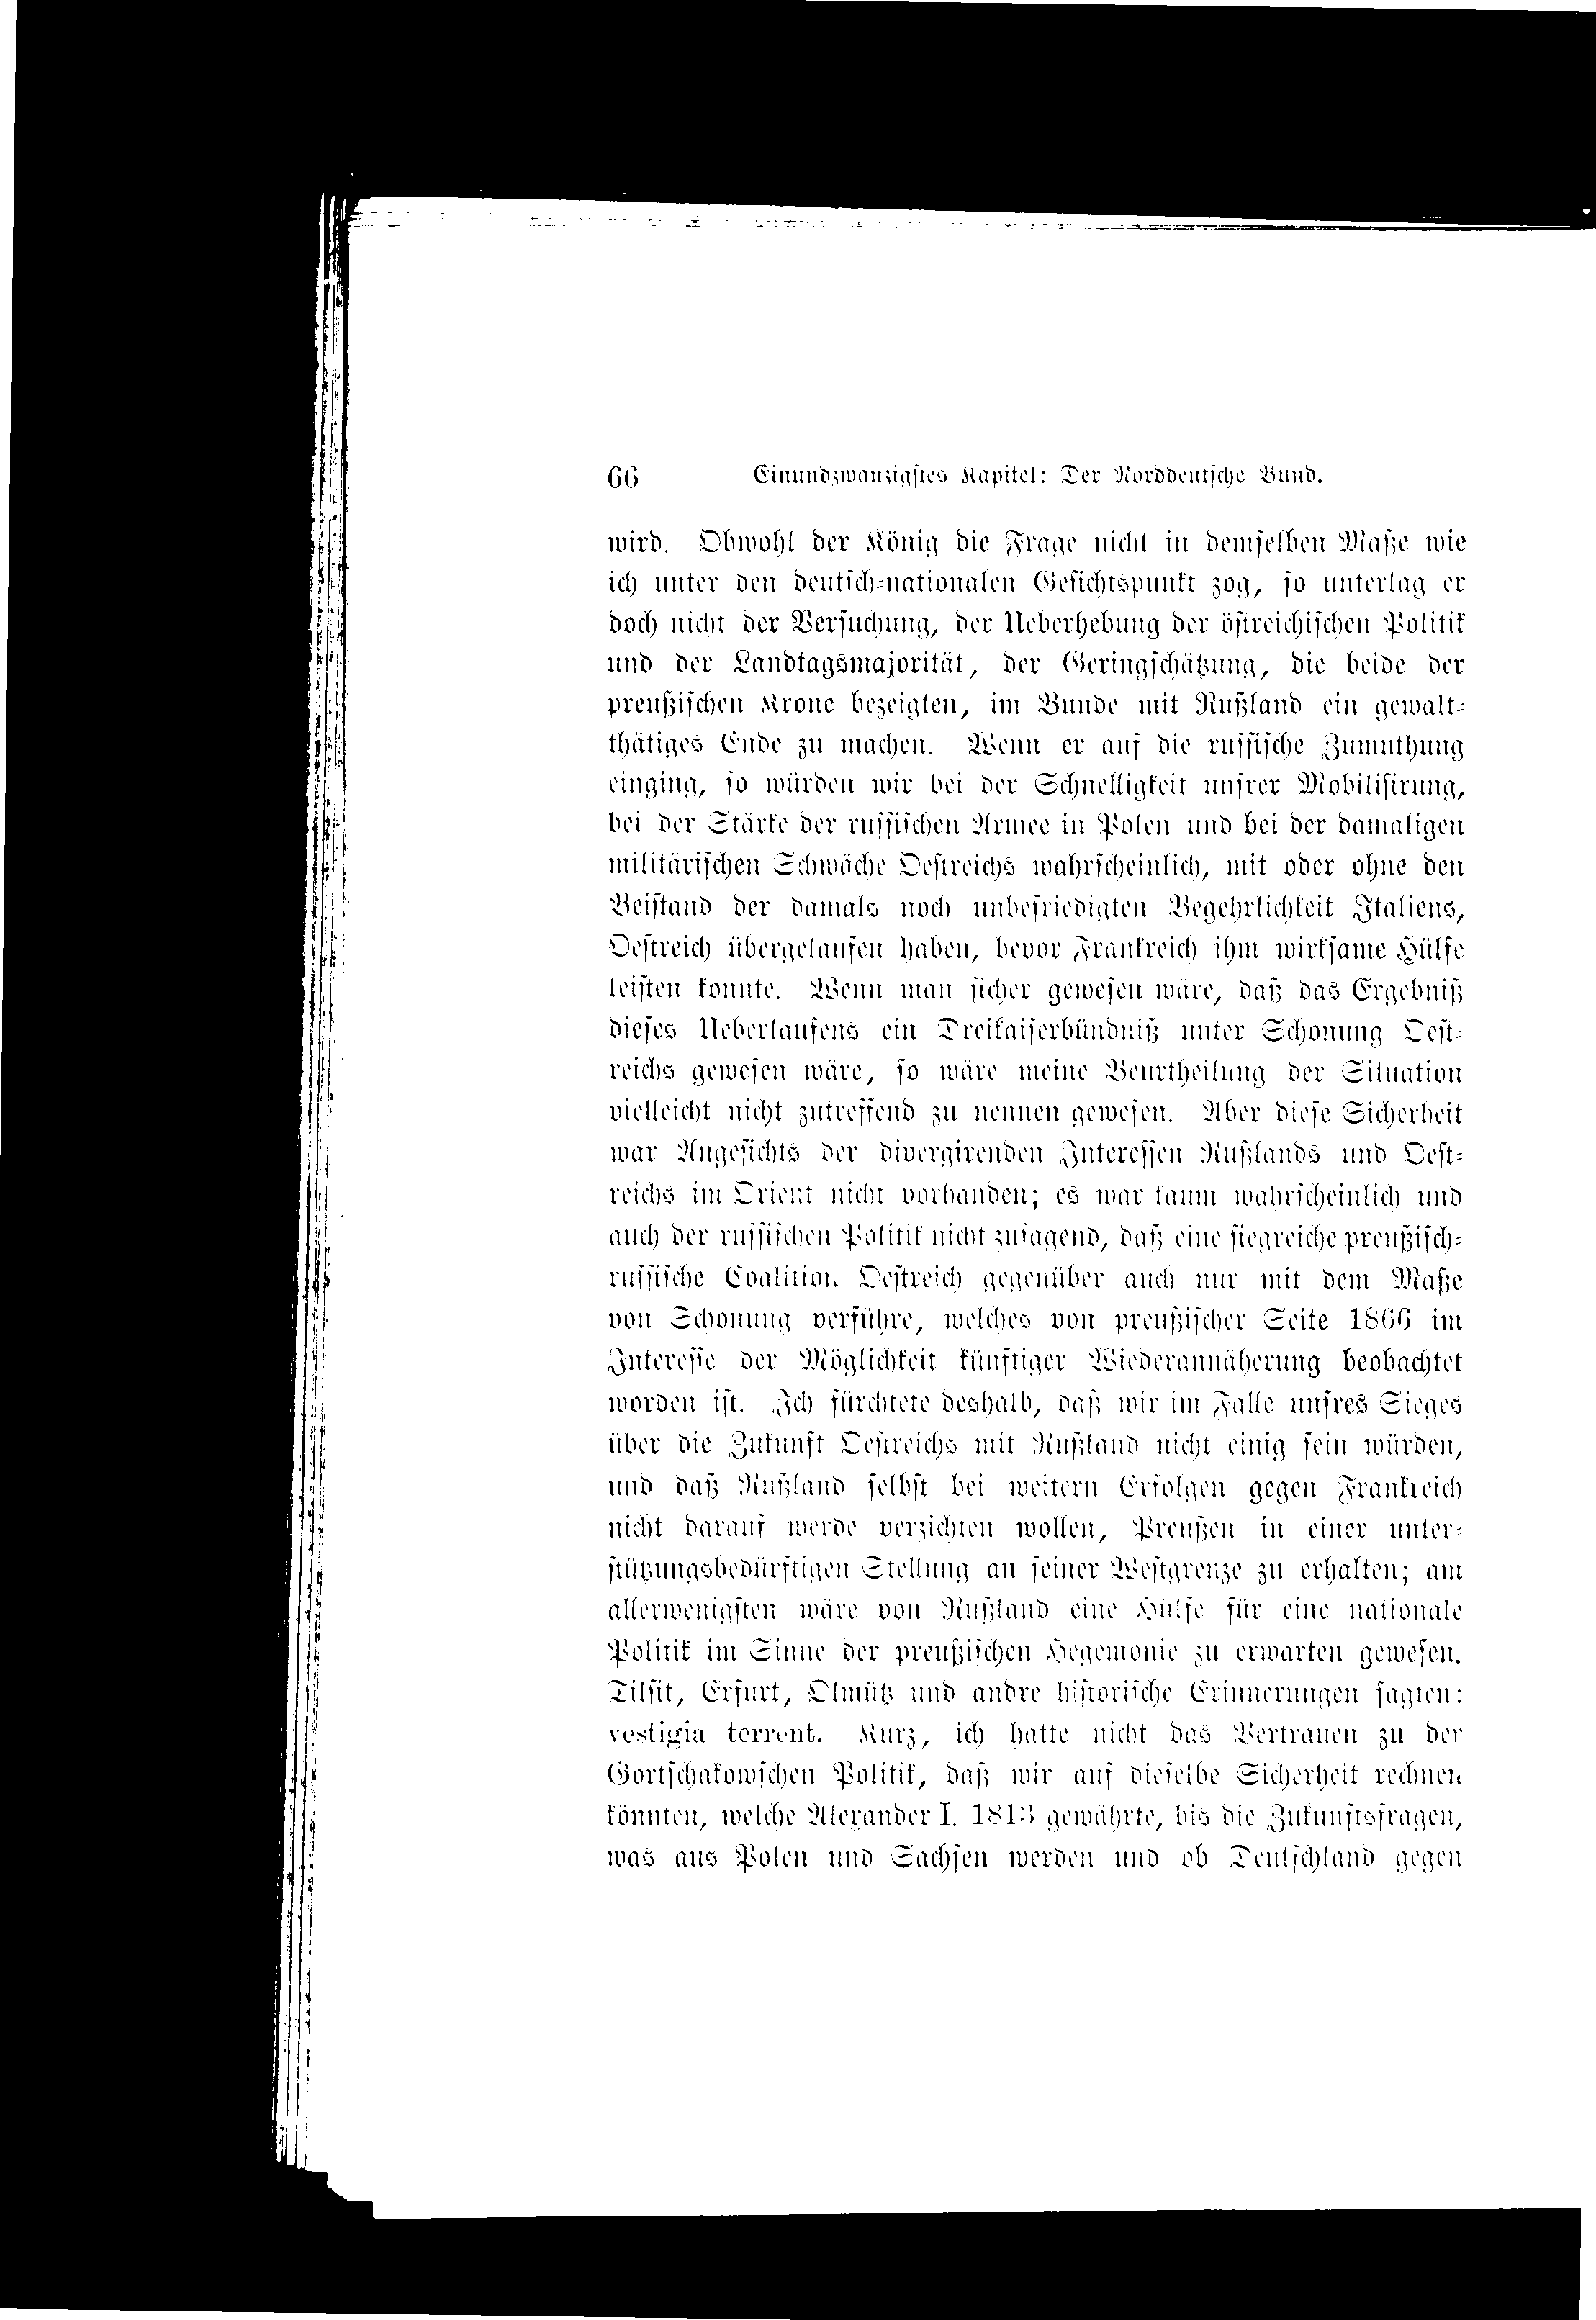 66 Einundzwanzigstes Kapitel: Der Norddeutsche Bund.
wird. Obwohl der König die Frage nicht in demselben Maße wie
ich unter den deutsch-nationalen Gesichtspunkt zog, so unterlag er
doch nicht der Versuchung, der Ueberhebung der östreichischen Politik
und der Landtagsmajorität, der Geringschätzung, die beide der
preußischen Krone bezeigten, im Bunde mit Rußland ein gewalt-
thätiges Ende zu machen. Wenn er auf die russische Zumuthung
einging, so würden wir bei der Schnelligkeit unsrer Mobilisirung,
bei der Stärke der russischen Armee in Polen und bei der damaligen
militärischen Schwäche Oestreichs wahrscheinlich, mit oder ohne den
Beistand der damals noch unbefriedigten Begehrlichkeit Italiens,
Oestreich übergelaufen haben, bevor Frankreich ihm wirksame Hülfe
leisten konnte. Wenn man sicher gewesen wäre, daß das Ergebniß
dieses Ueberlaufens ein Dreikaiserbündniß unter Schonung Oest-
reichs gewesen wäre, so wäre meine Beurtheilung der Situation
vielleicht nicht zutreffend zu nennen gewesen. Aber diese Sicherheit
war Angesichts der divergirenden Interessen Rußlands und Oest-
reichs im Orient nicht vorhanden; es war kaum wahrscheinlich und
auch der russischen Politik nicht zusagend, daß eine siegreiche preußisch-
russische Coalition Oestreich gegenüber auch nur mit dem Maße
von Schonung verführe, welches von preußischer Seite 1866 im
Interesse der Möglichkeit künftiger Wiederannäherung beobachtet
worden ist. Ich fürchtete deshalb, daß wir im Falle unsres Sieges
über die Zukunft Oestreichs mit Rußland nicht einig sein würden,
und daß Rußland selbst bei weitern Erfolgen gegen Frankreich
nicht darauf werde verzichten wollen, Preußen in einer unter-
stützungsbedürftigen Stellung an seiner Westgrenze zu erhalten; am
allerwenigsten wäre von Rußland eine Hülfe für eine nationale
Politik im Sinne der preußischen Hegemonie zu erwarten gewesen.
Tilsit, Erfurt, Olmütz und andre historische Erinnerungen sagten:
vestigia terrent. Kurz, ich hatte nicht das Vertrauen zu der
Gortschakowschen Politik, daß wir auf dieselbe Sicherheit rechnen
könnten, welche Alexander I. 1813 gewährte, bis die Zukunftsfragen,
was aus Polen und Sachsen werden und ob Deutschland gegen